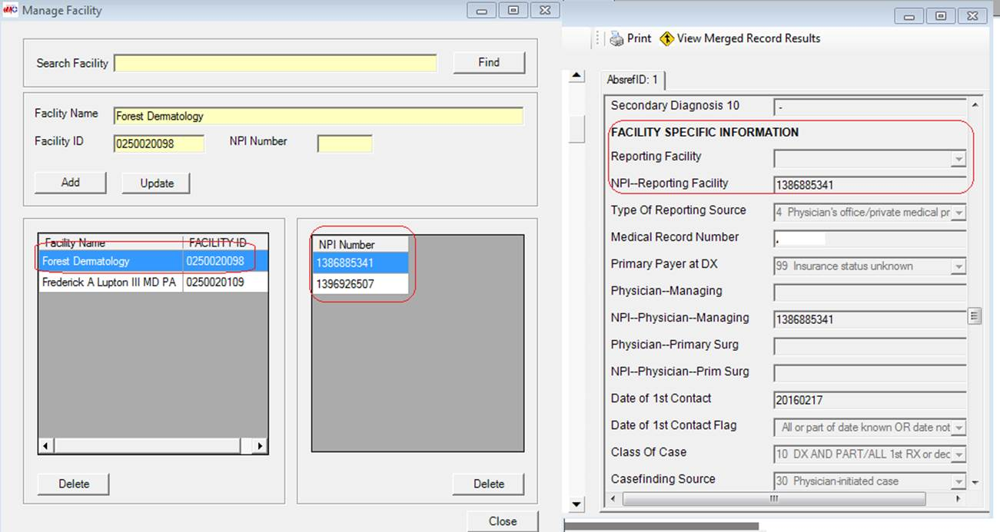 Manage Facility
Search Facility
Find
Faclity Name Forest Dermatology
Facility ID 0250020098 NPI Number
Add Update
Facility Name FACILITY ID
Forest Dermatology 0250020098
Frederick A Lupton III MD PA 0250020109
Delete
NPI Number
1386885341
1396926507
Delete
Close
Print View Merged Record Results
AbsrefID: 1
Secondary Diagnosis 10 -
FACILITY SPECIFIC INFORMATION
Reporting Facility
NPI--Reporting Facility 1386885341
Type Of Reporting Source 4 Physician's office/private medical pr
Medical Record Number
Primary Payer at DX 99 Insurance status unknown
Physician--Managing
NPI--Physician--Managing 1386885341
Physician--Primary Surg
NPI--Physician--Prim Surg
Date of 1st Contact 20160217
Date of 1st Contact Flag All or part of date known OR date not
Class Of Case 10 DX AND PART/ALL 1st RX or dec
Casefinding Source 30 Physician-initiated case